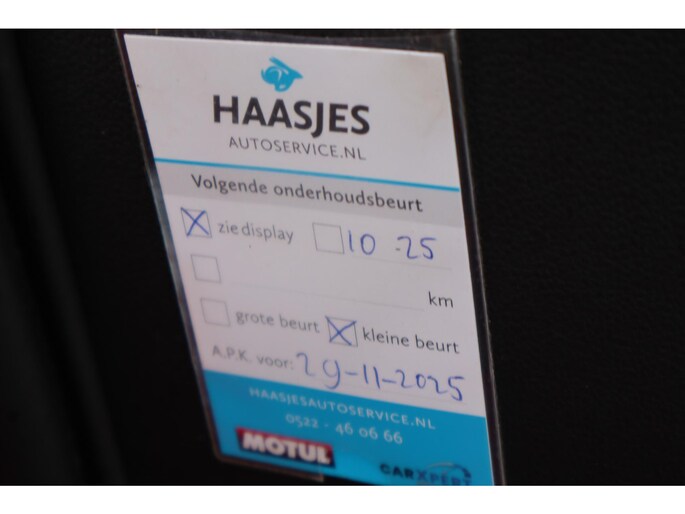 HAASJES
AUTOSERVICE.NL
Volgende onderhoudsbeurt
zie display 10-25
km
grote beurt kleine beurt
A.P.K. voor: 29-11-2025
HAASJESAUTOSERVICE.NL
0522 - 46 06 66
MOTUL
CARXPERT